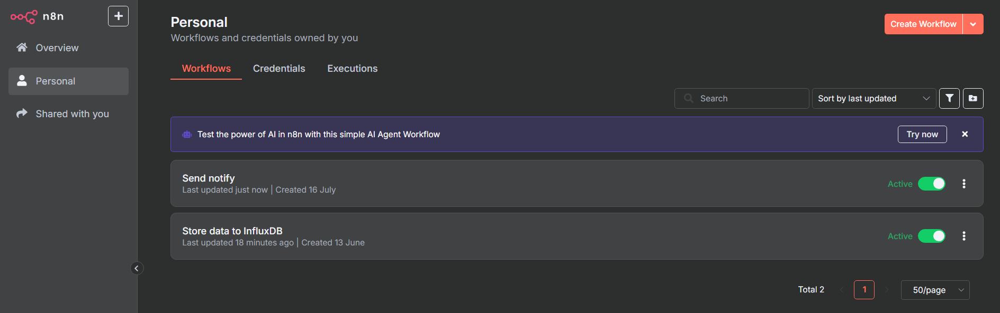 n8n
Overview
Personal
Shared with you
Personal
Workflows and credentials owned by you
Create Workflow
Workflows Credentials Executions
Search
Sort by last updated
Test the power of AI in n8n with this simple AI Agent Workflow
Try now
Send notify
Last updated just now | Created 16 July
Active
Store data to InfluxDB
Last updated 18 minutes ago | Created 13 June
Active
Total 2
1
50/page